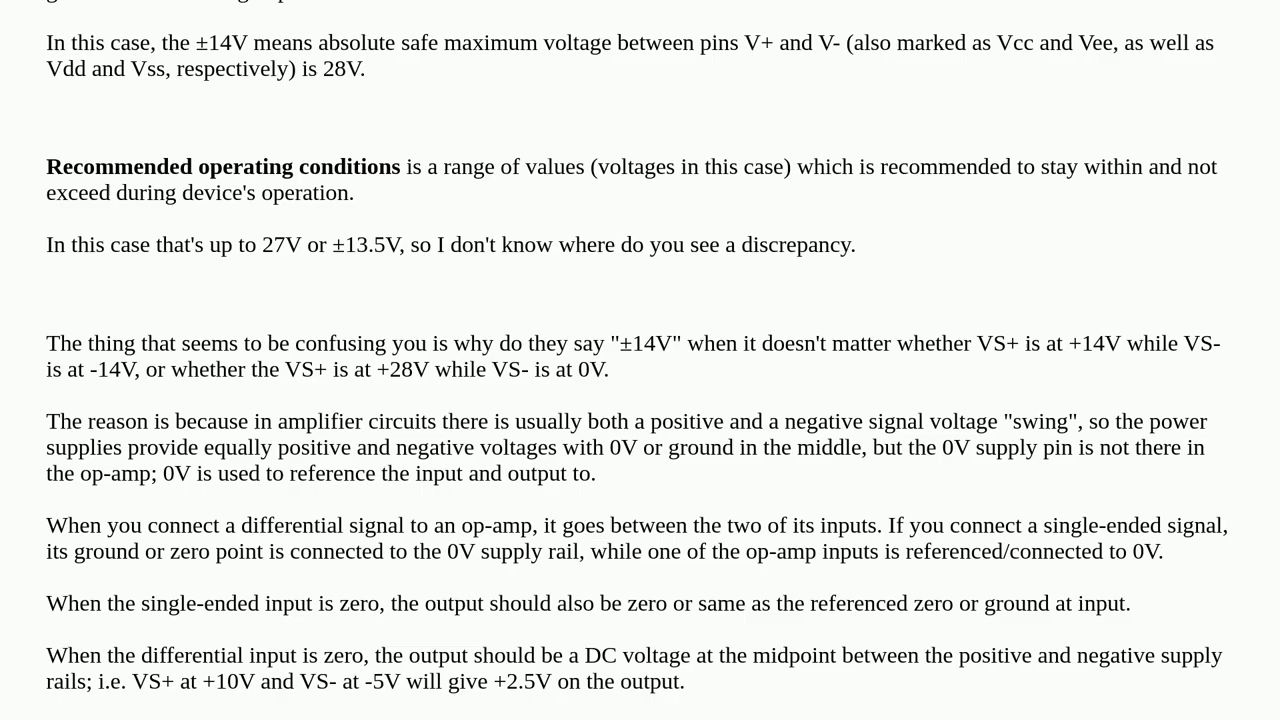 In this case, the ±14V means absolute safe maximum voltage between pins V+ and V- (also marked as Vcc and Vee, as well as
Vdd and Vss, respectively) is 28V.
Recommended operating conditions is a range of values (voltages in this case) which is recommended to stay within and not
exceed during device's operation.
In this case that's up to 27V or ±13.5V, so I don't know where do you see a discrepancy.
The thing that seems to be confusing you is why do they say "±14V" when it doesn't matter whether VS+ is at +14V while VS-
is at -14V, or whether the VS+ is at +28V while VS- is at 0V.
The reason is because in amplifier circuits there is usually both a positive and a negative signal voltage "swing", so the power
supplies provide equally positive and negative voltages with 0V or ground in the middle, but the 0V supply pin is not there in
the op-amp; 0V is used to reference the input and output to.
When you connect a differential signal to an op-amp, it goes between the two of its inputs. If you connect a single-ended signal,
its ground or zero point is connected to the 0V supply rail, while one of the op-amp inputs is referenced/connected to 0V.
When the single-ended input is zero, the output should also be zero or same as the referenced zero or ground at input.
When the differential input is zero, the output should be a DC voltage at the midpoint between the positive and negative supply
rails; i.e. VS+ at +10V and VS- at -5V will give +2.5V on the output.